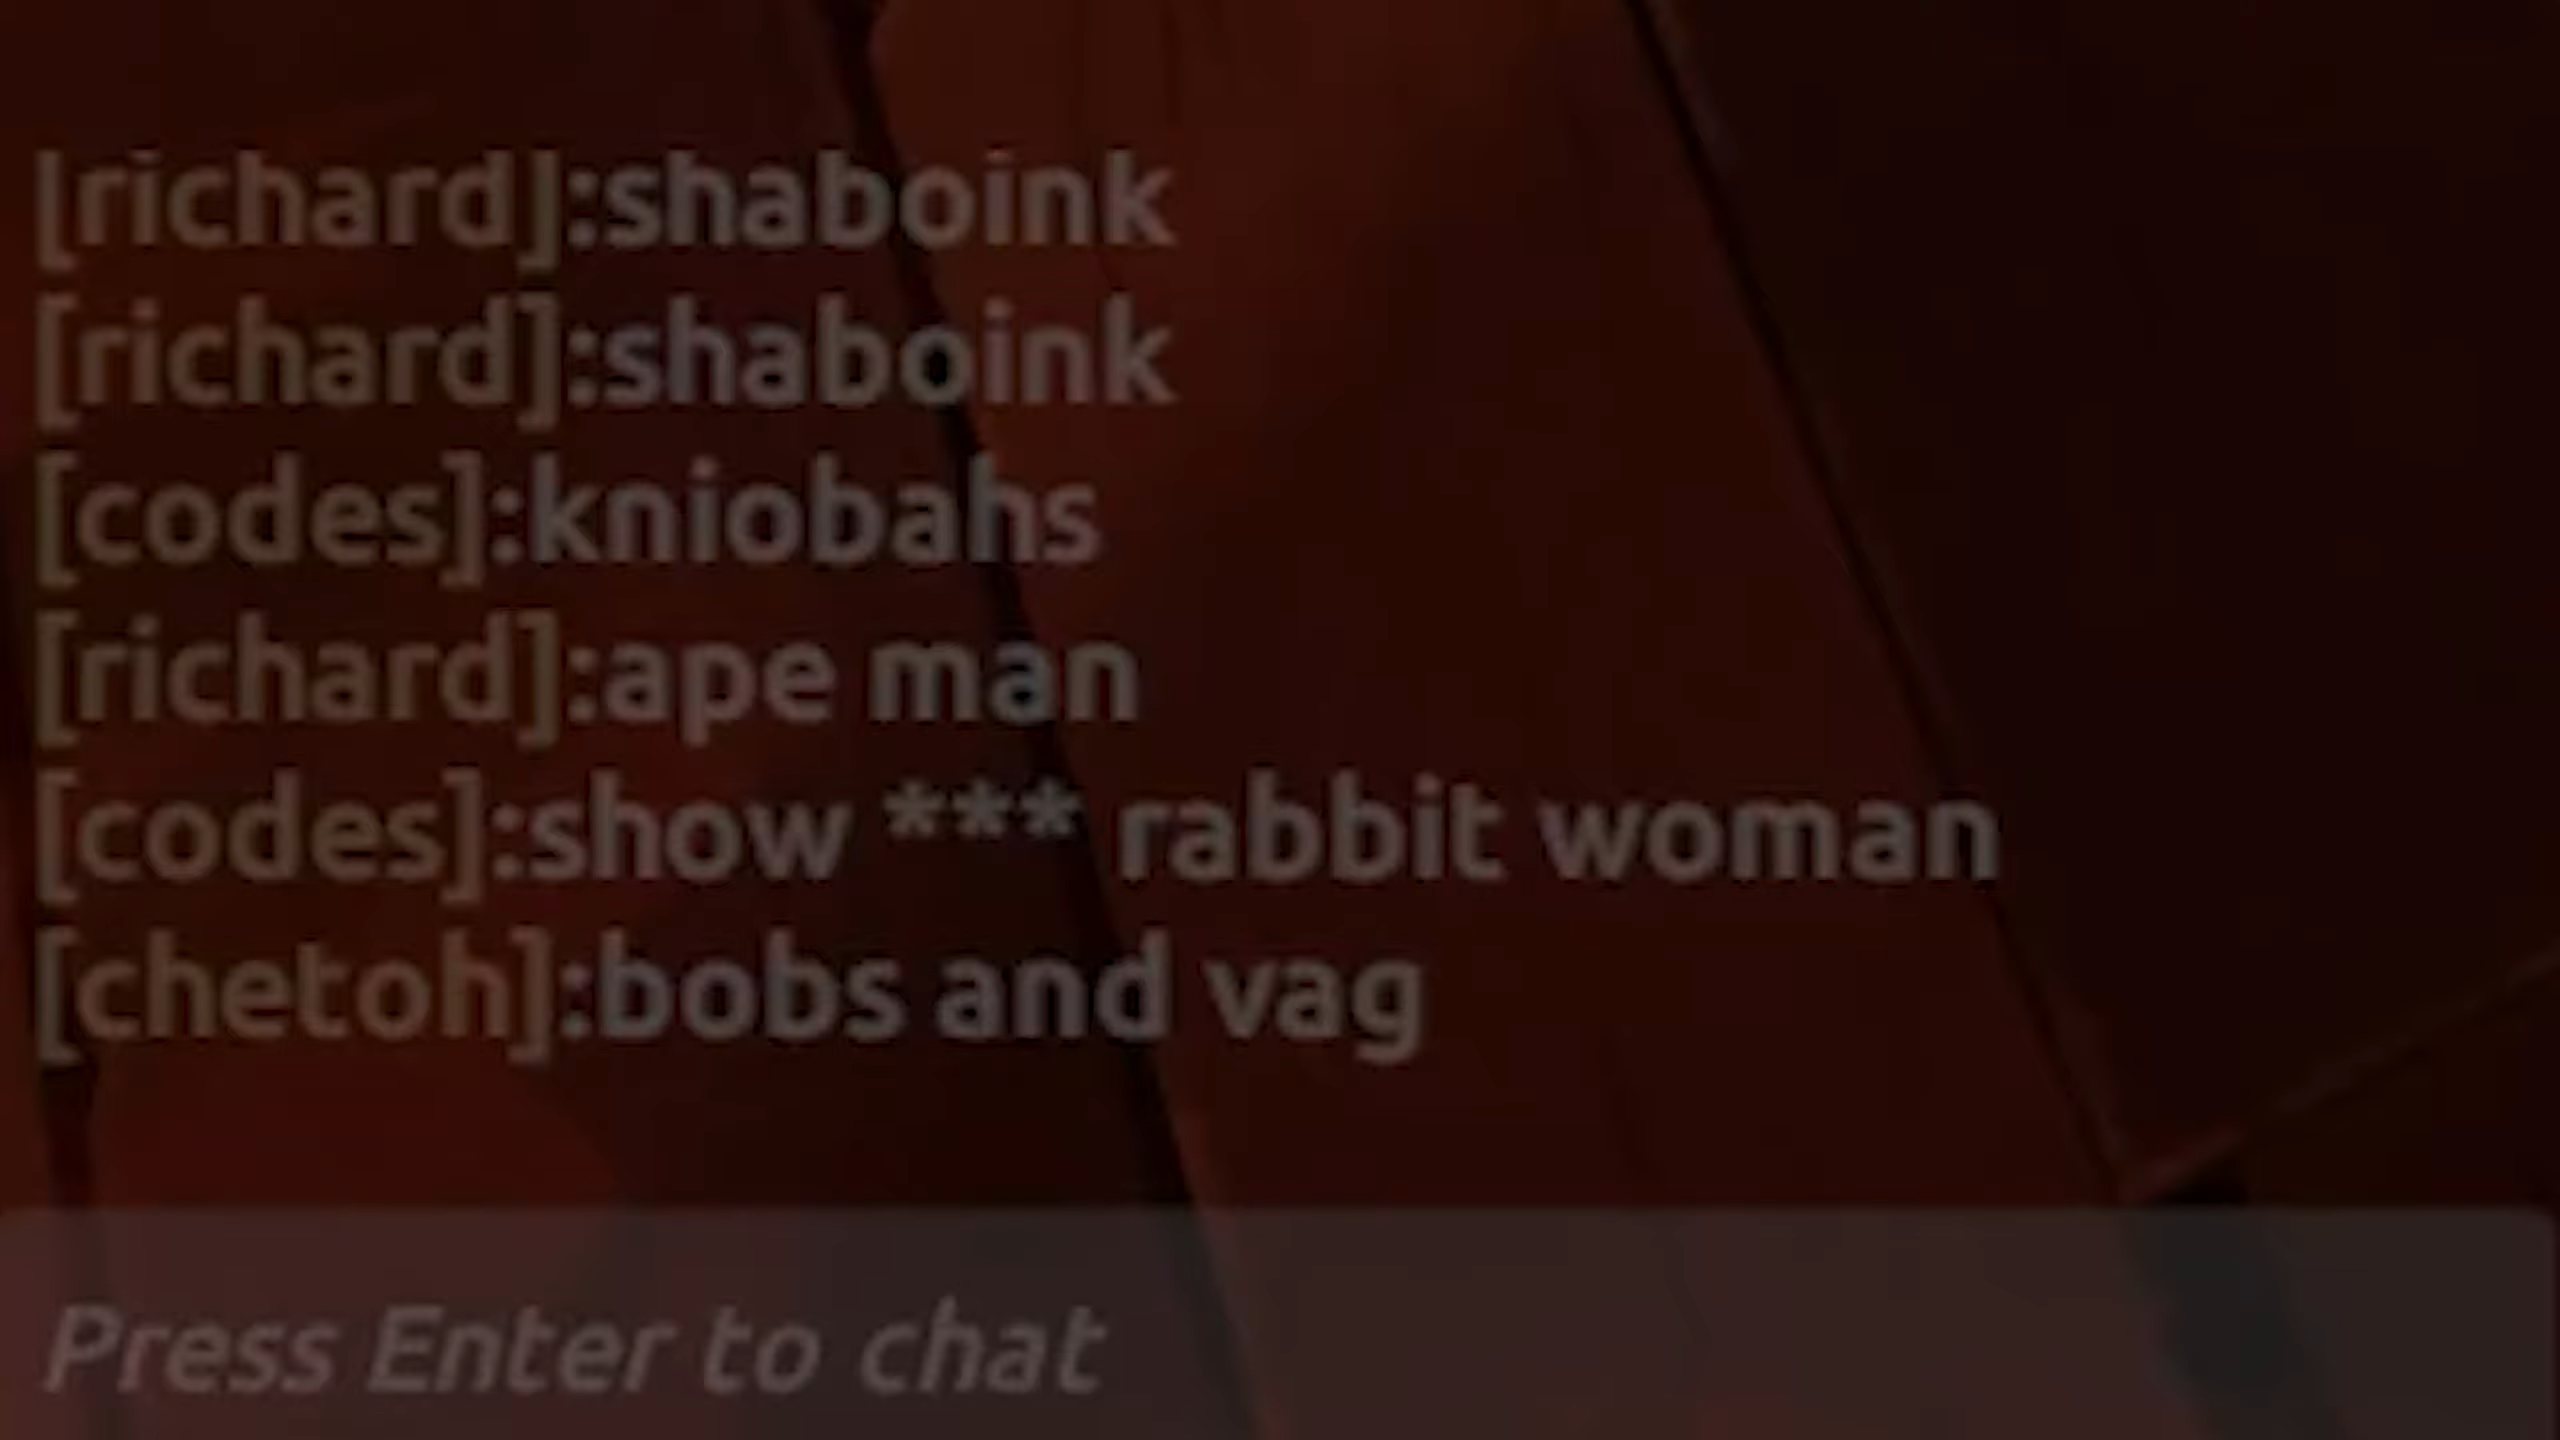 [richard]:shaboink
[richard]:shaboink
[codes]:kniobahs
[richard]:ape man
[codes]:show *** rabbit woman
[chetoh]:bobs and vag
Press Enter to chat